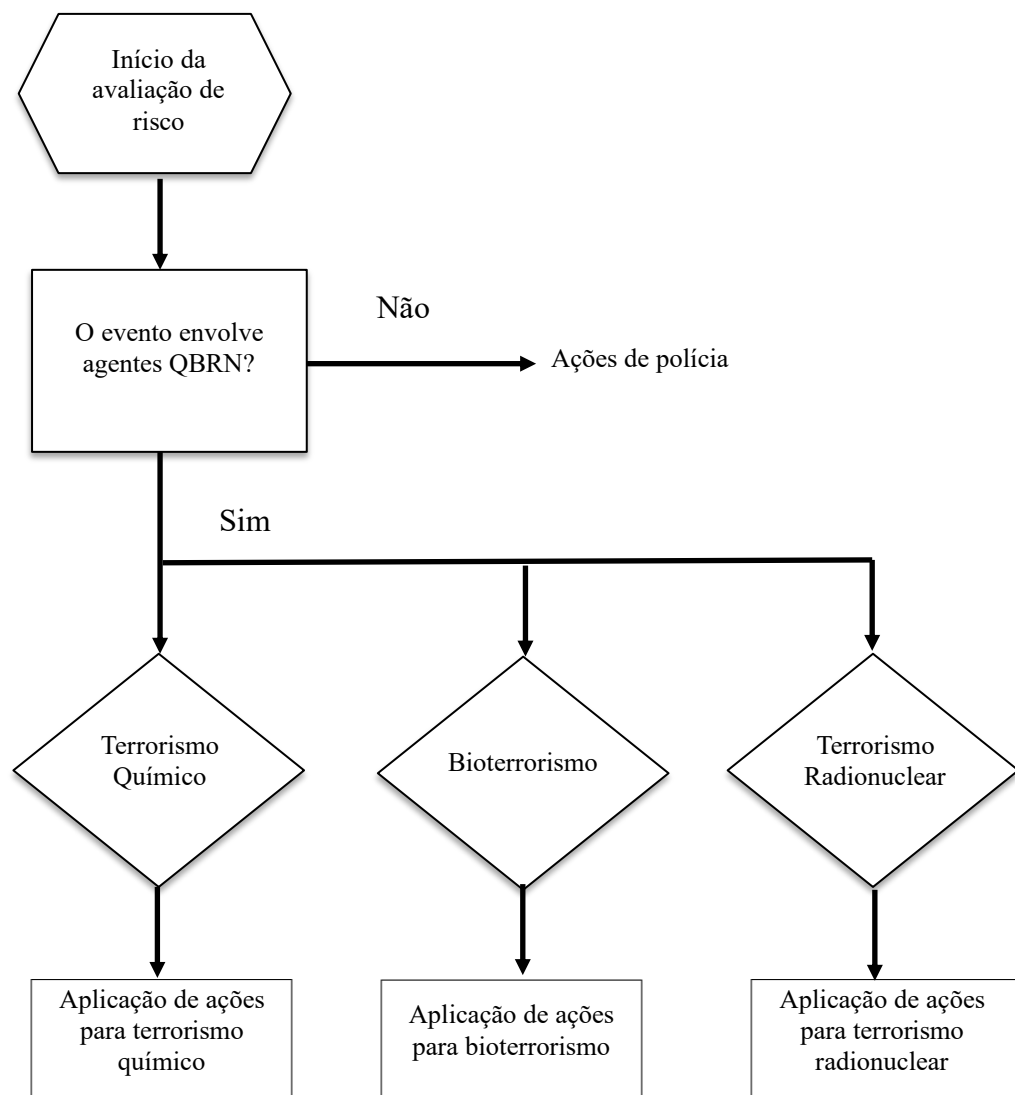 Início da
avaliação de
risco
O evento envolve
agentes QBRN?
Não
Ações de polícia
Sim
Terrorismo
Químico
Bioterrorismo
Terrorismo
Radionuclear
Aplicação de ações
para terrorismo
químico
Aplicação de ações
para bioterrorismo
Aplicação de ações
para terrorismo
radionuclear